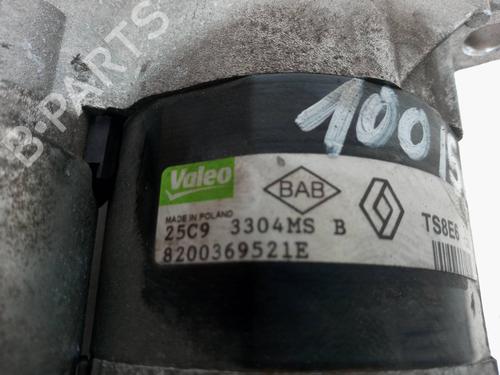 B-PARTS
100
Valeo
BAB
MADE IN POLAND
25C9 3304MS B
TS8E6
8200369521E